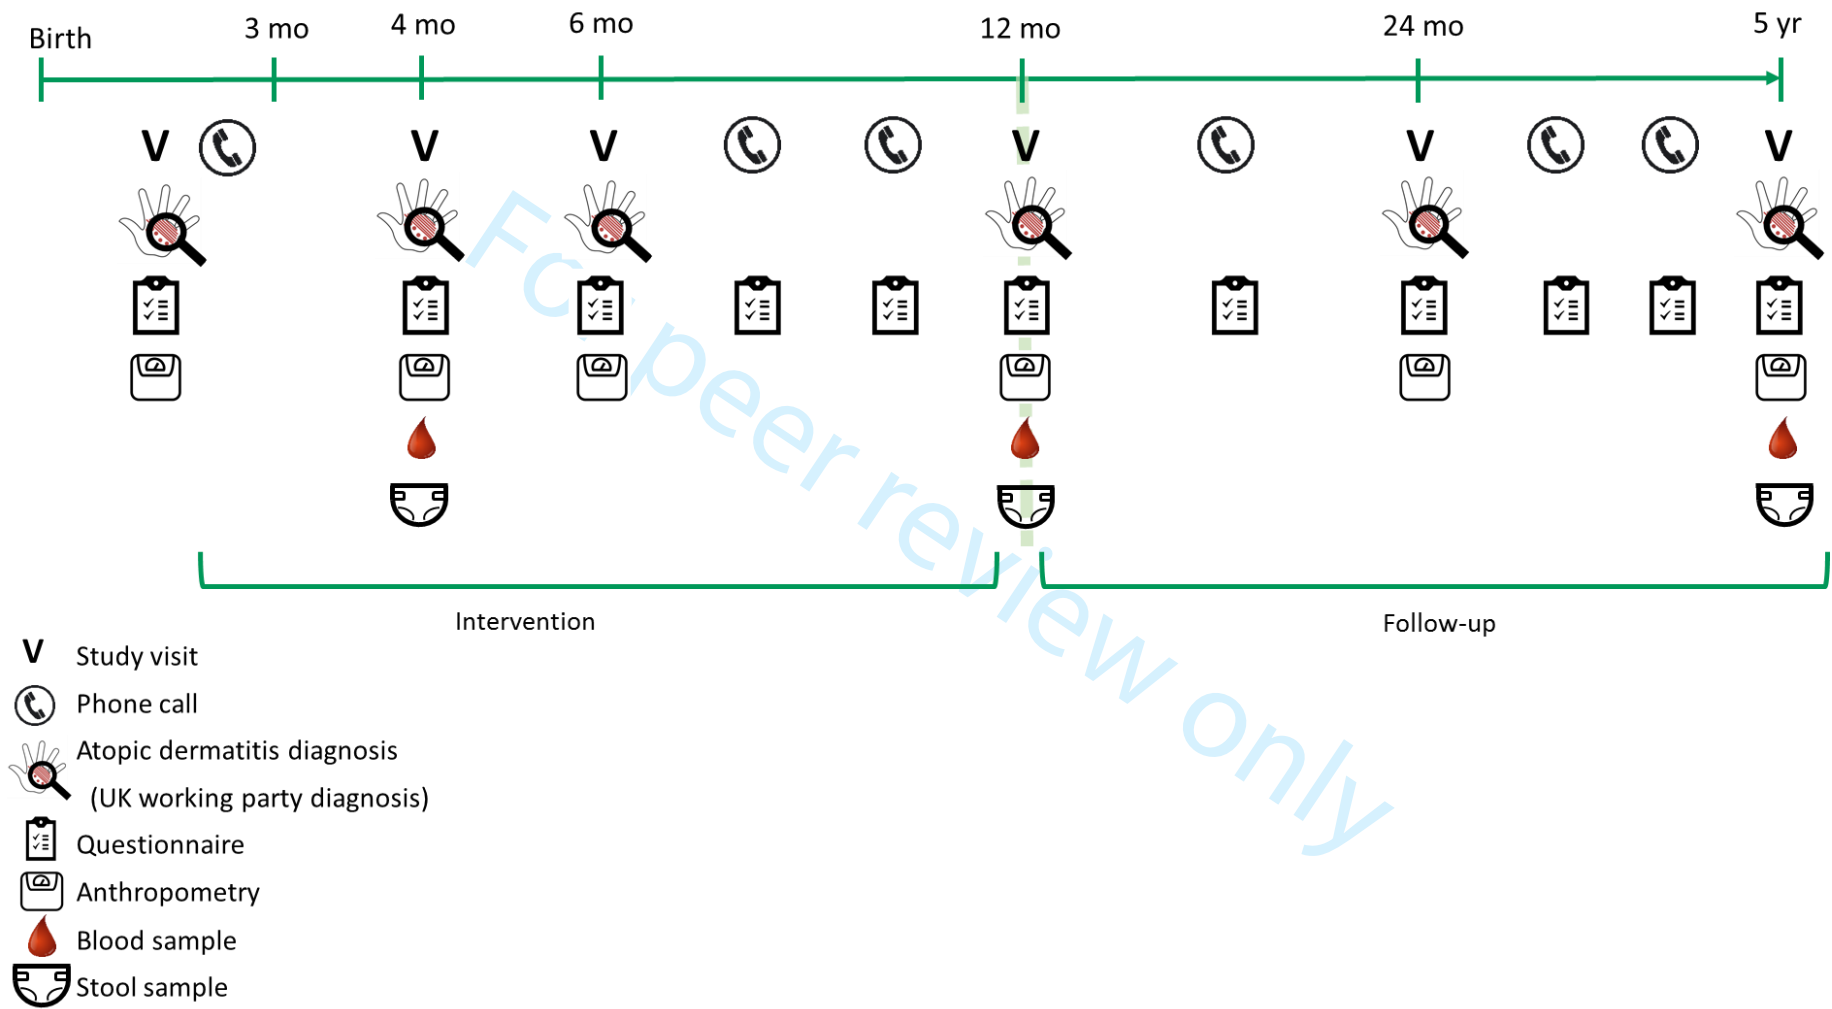 Birth
3 mo
4 mo
6 mo
12 mo
24 mo
5 yr
V V V V V V
For peer review only
Intervention
Follow-up
V Study visit
Phone call
Atopic dermatitis diagnosis
(UK working party diagnosis)
Questionnaire
Anthropometry
Blood sample
Stool sample